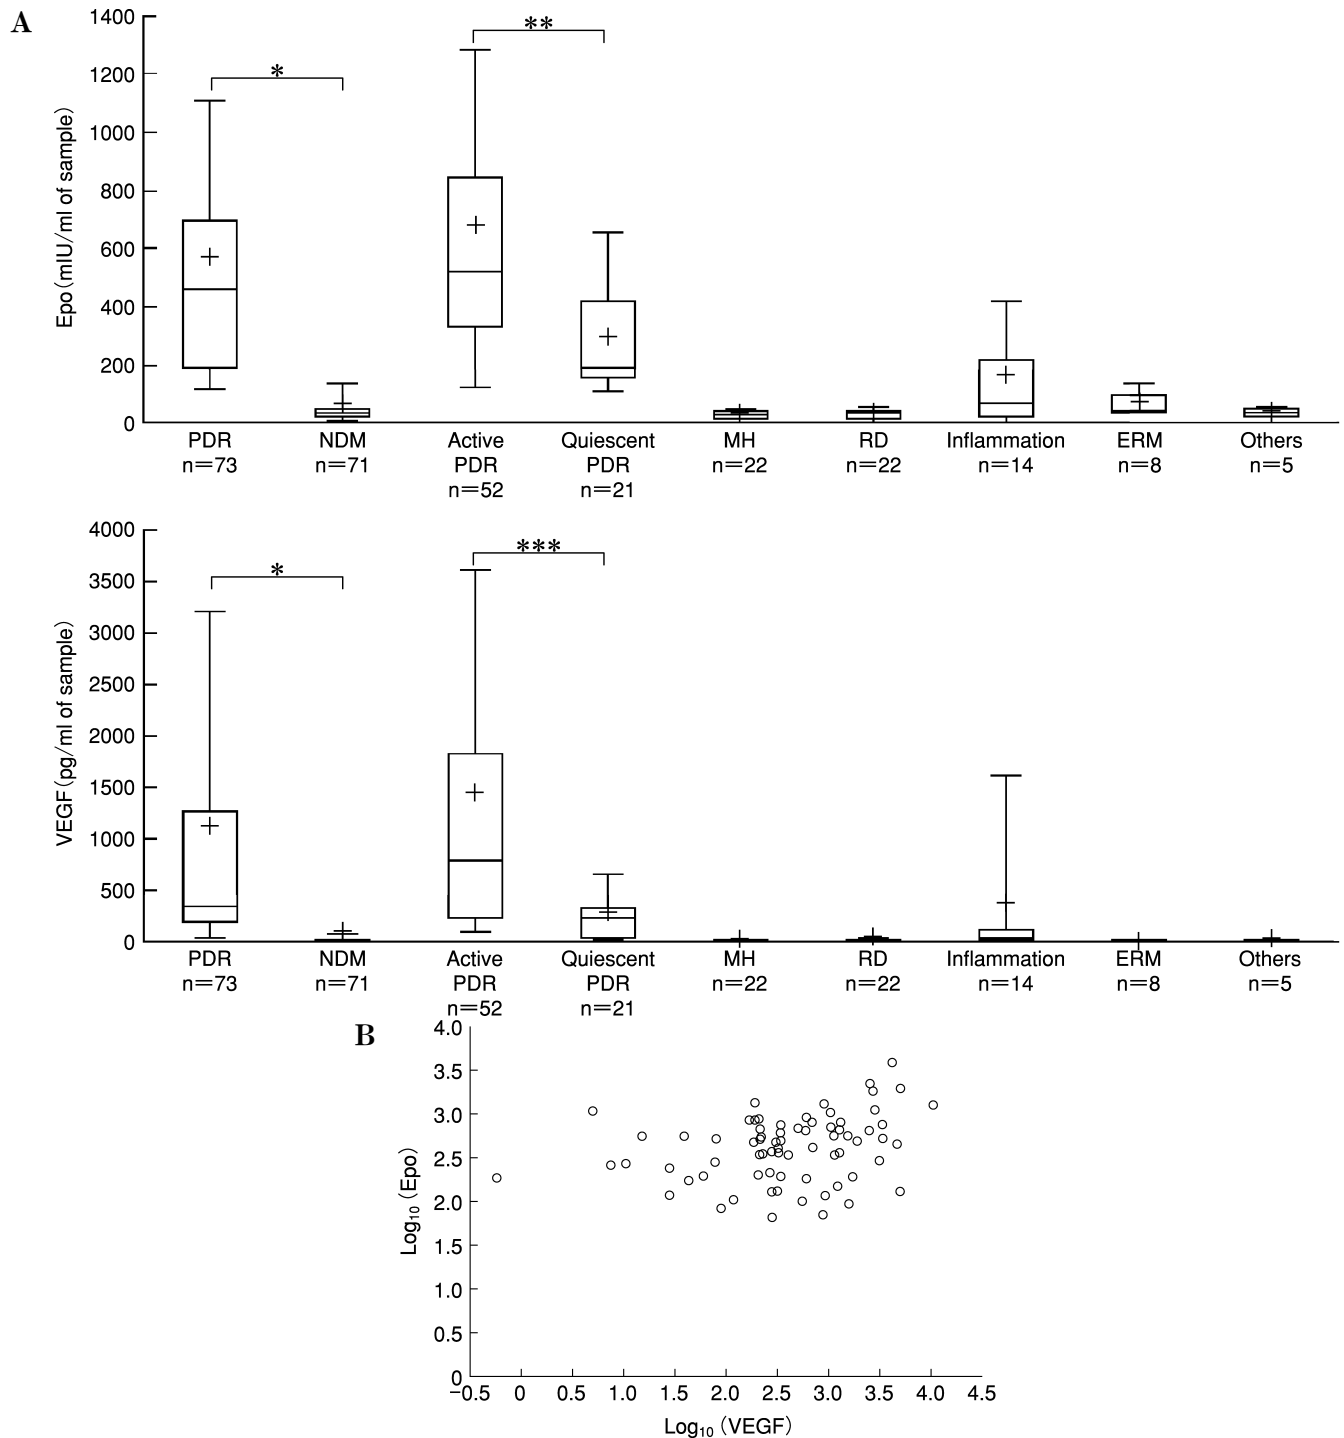 A
1400
1200
1000
800
600
400
200
0
Epo (mIU/ml of sample)
*
**
PDR
n=73
NDM
n=71
Active
PDR
n=52
Quiescent
PDR
n=21
MH
n=22
RD
n=22
Inflammation
n=14
ERM
n=8
Others
n=5
4000
3500
3000
2500
2000
1500
1000
500
0
VEGF (pg/ml of sample)
*
***
PDR
n=73
NDM
n=71
Active
PDR
n=52
Quiescent
PDR
n=21
MH
n=22
RD
n=22
Inflammation
n=14
ERM
n=8
Others
n=5
B
4.0
3.5
3.0
2.5
2.0
1.5
1.0
0.5
0
Log₁₀ (Epo)
−0.5 0 0.5 1.0 1.5 2.0 2.5 3.0 3.5 4.0 4.5
Log₁₀ (VEGF)